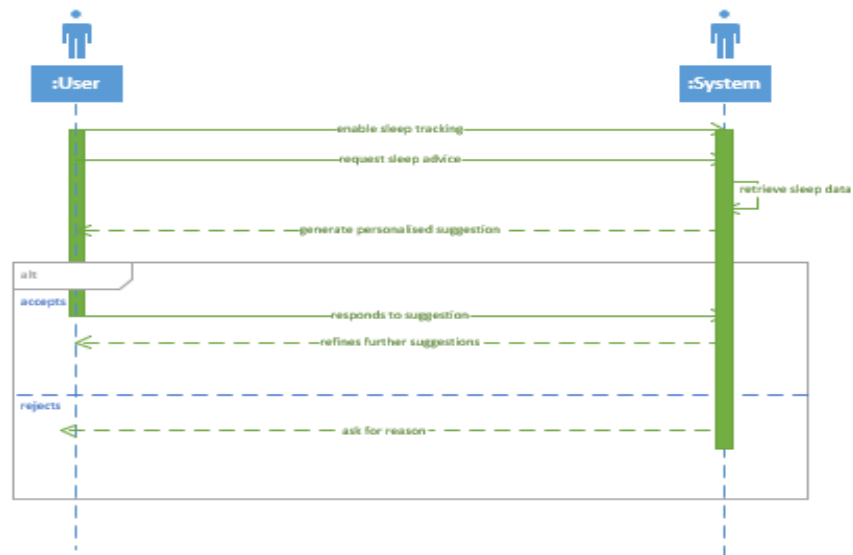 :User
:System
enable sleep tracking
request sleep advice
retrieve sleep data
generate personalised suggestion
alt
accepts
responds to suggestion
refines further suggestions
rejects
ask for reason